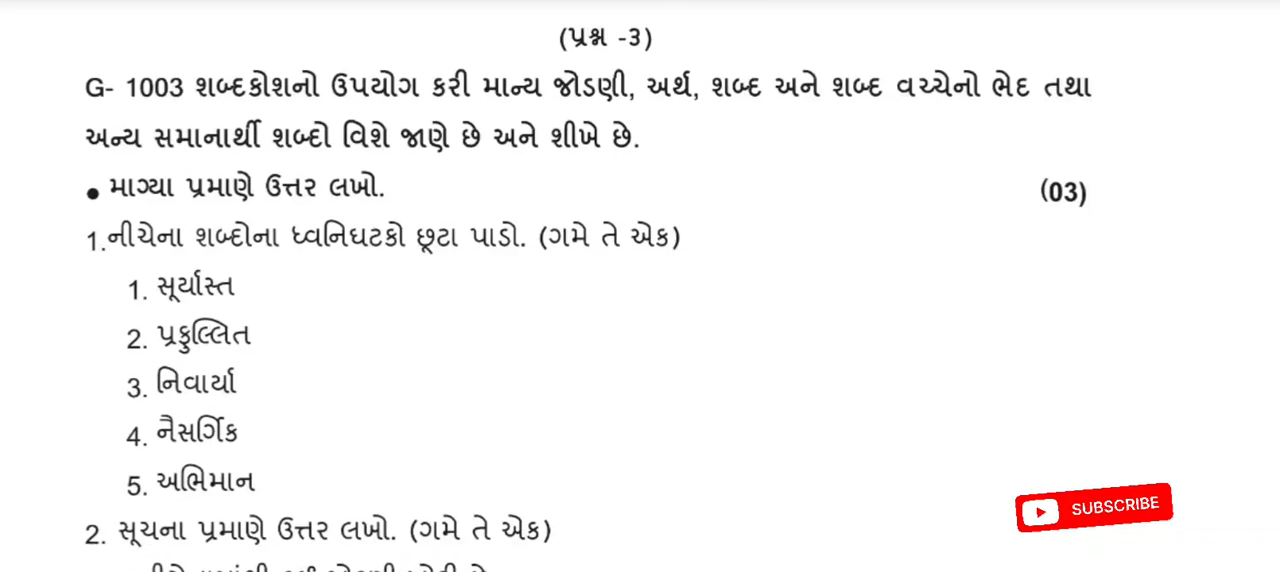 (પ્રશ્ન -૩)
G- 1003 શબ્દકોશનો ઉપયોગ કરી માન્ય જોડણી, અર્થ, શબ્દ અને શબ્દ વચ્ચેનો ભેદ તથા
અન્ય સમાનાર્થી શબ્દો વિશે જાણે છે અને શીખે છે.
• માગ્યા પ્રમાણે ઉત્તર લખો. (03)
1.નીચેના શબ્દોના ધ્વનિઘટકો છૂટા પાડો. (ગમે તે એક)
1. સૂર્યાસ્ત
2. પ્રફુલ્લિત
3. નિવાર્યા
4. નૈસર્ગિક
5. અભિમાન
SUBSCRIBE
2. સૂચના પ્રમાણે ઉત્તર લખો. (ગમે તે એક)